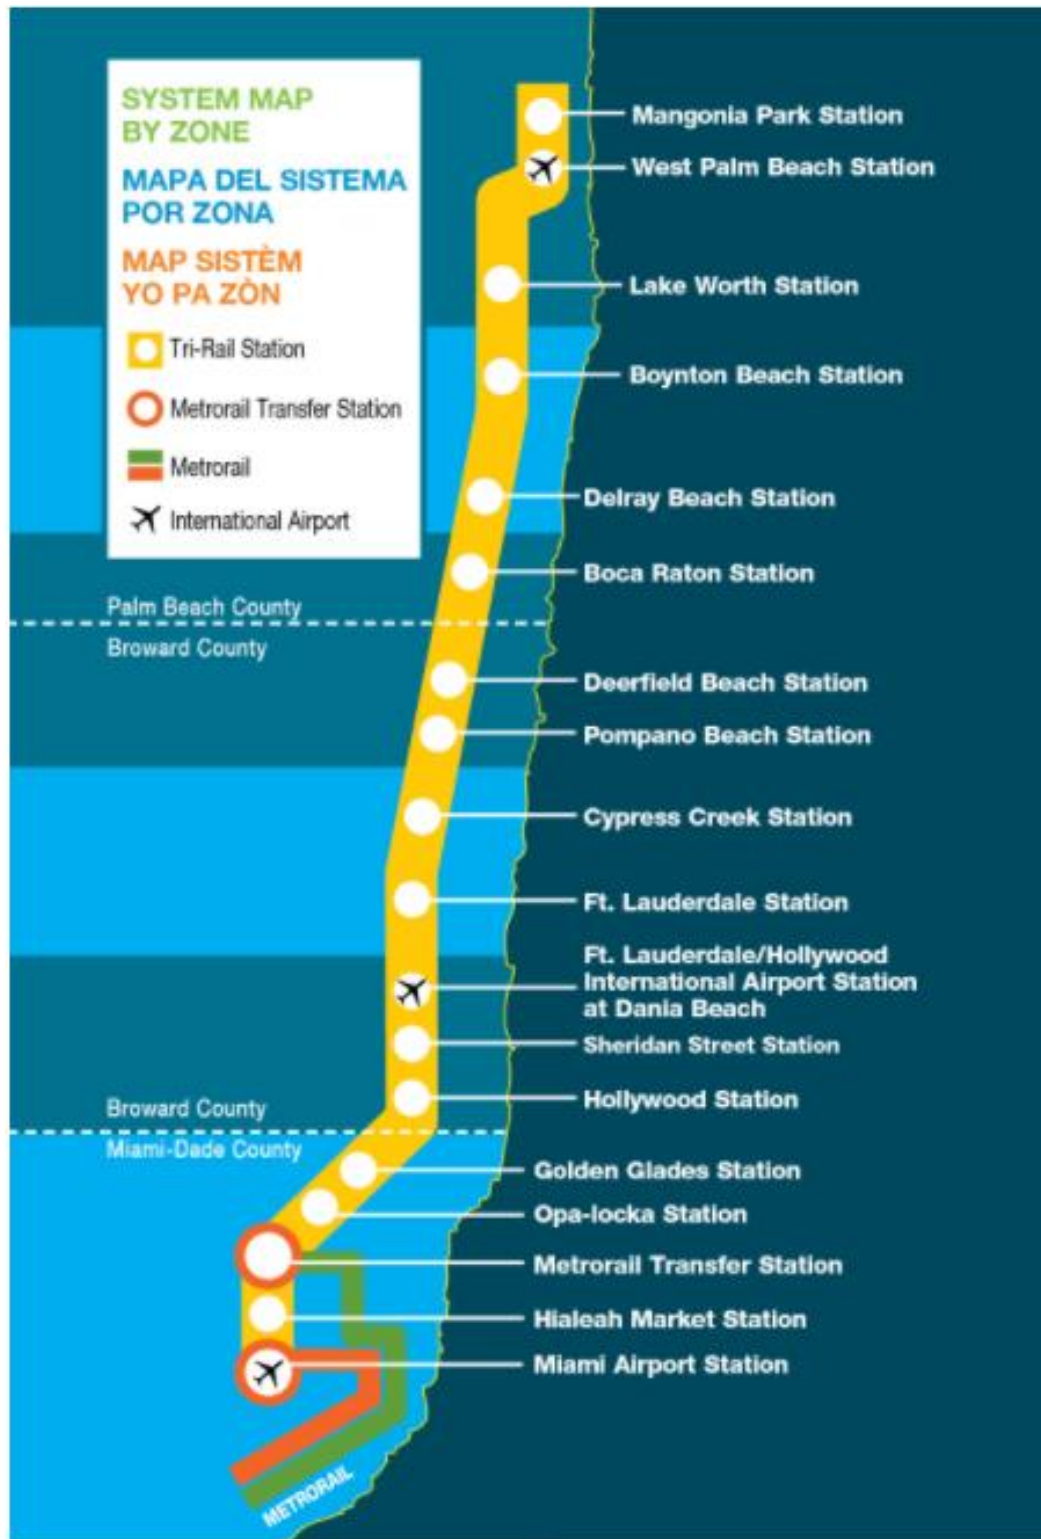 SYSTEM MAP
BY ZONE
MAPA DEL SISTEMA
POR ZONA
MAP SISTÈM
YO PA ZÒN
Tri-Rail Station
Metrorail Transfer Station
Metrorail
International Airport
Mangonia Park Station
West Palm Beach Station
Lake Worth Station
Boynton Beach Station
Delray Beach Station
Boca Raton Station
Palm Beach County
Broward County
Deerfield Beach Station
Pompano Beach Station
Cypress Creek Station
Ft. Lauderdale Station
Ft. Lauderdale/Hollywood
International Airport Station
at Dania Beach
Sheridan Street Station
Hollywood Station
Broward County
Miami-Dade County
Golden Glades Station
Opa-locka Station
Metrorail Transfer Station
Hialeah Market Station
Miami Airport Station
METRORAIL